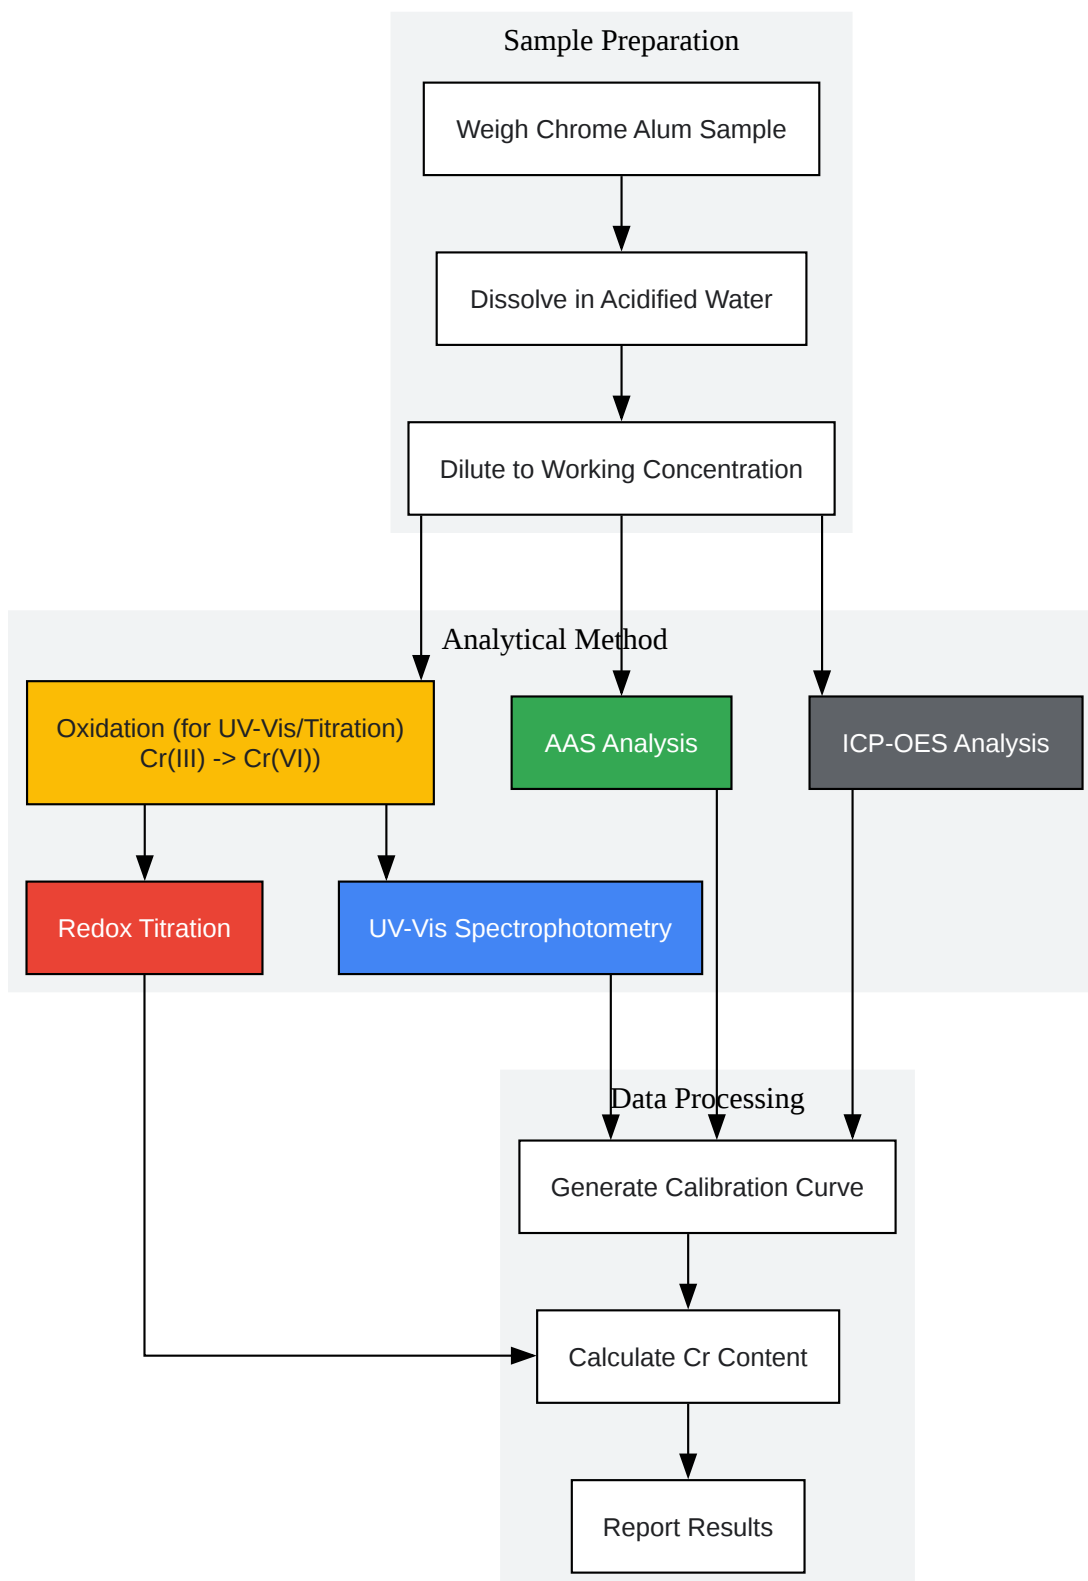 Sample Preparation
Weigh Chrome Alum Sample
Dissolve in Acidified Water
Dilute to Working Concentration
Analytical Method
Oxidation (for UV-Vis/Titration)
Cr(III) -> Cr(VI))
AAS Analysis
ICP-OES Analysis
Redox Titration
UV-Vis Spectrophotometry
Data Processing
Generate Calibration Curve
Calculate Cr Content
Report Results